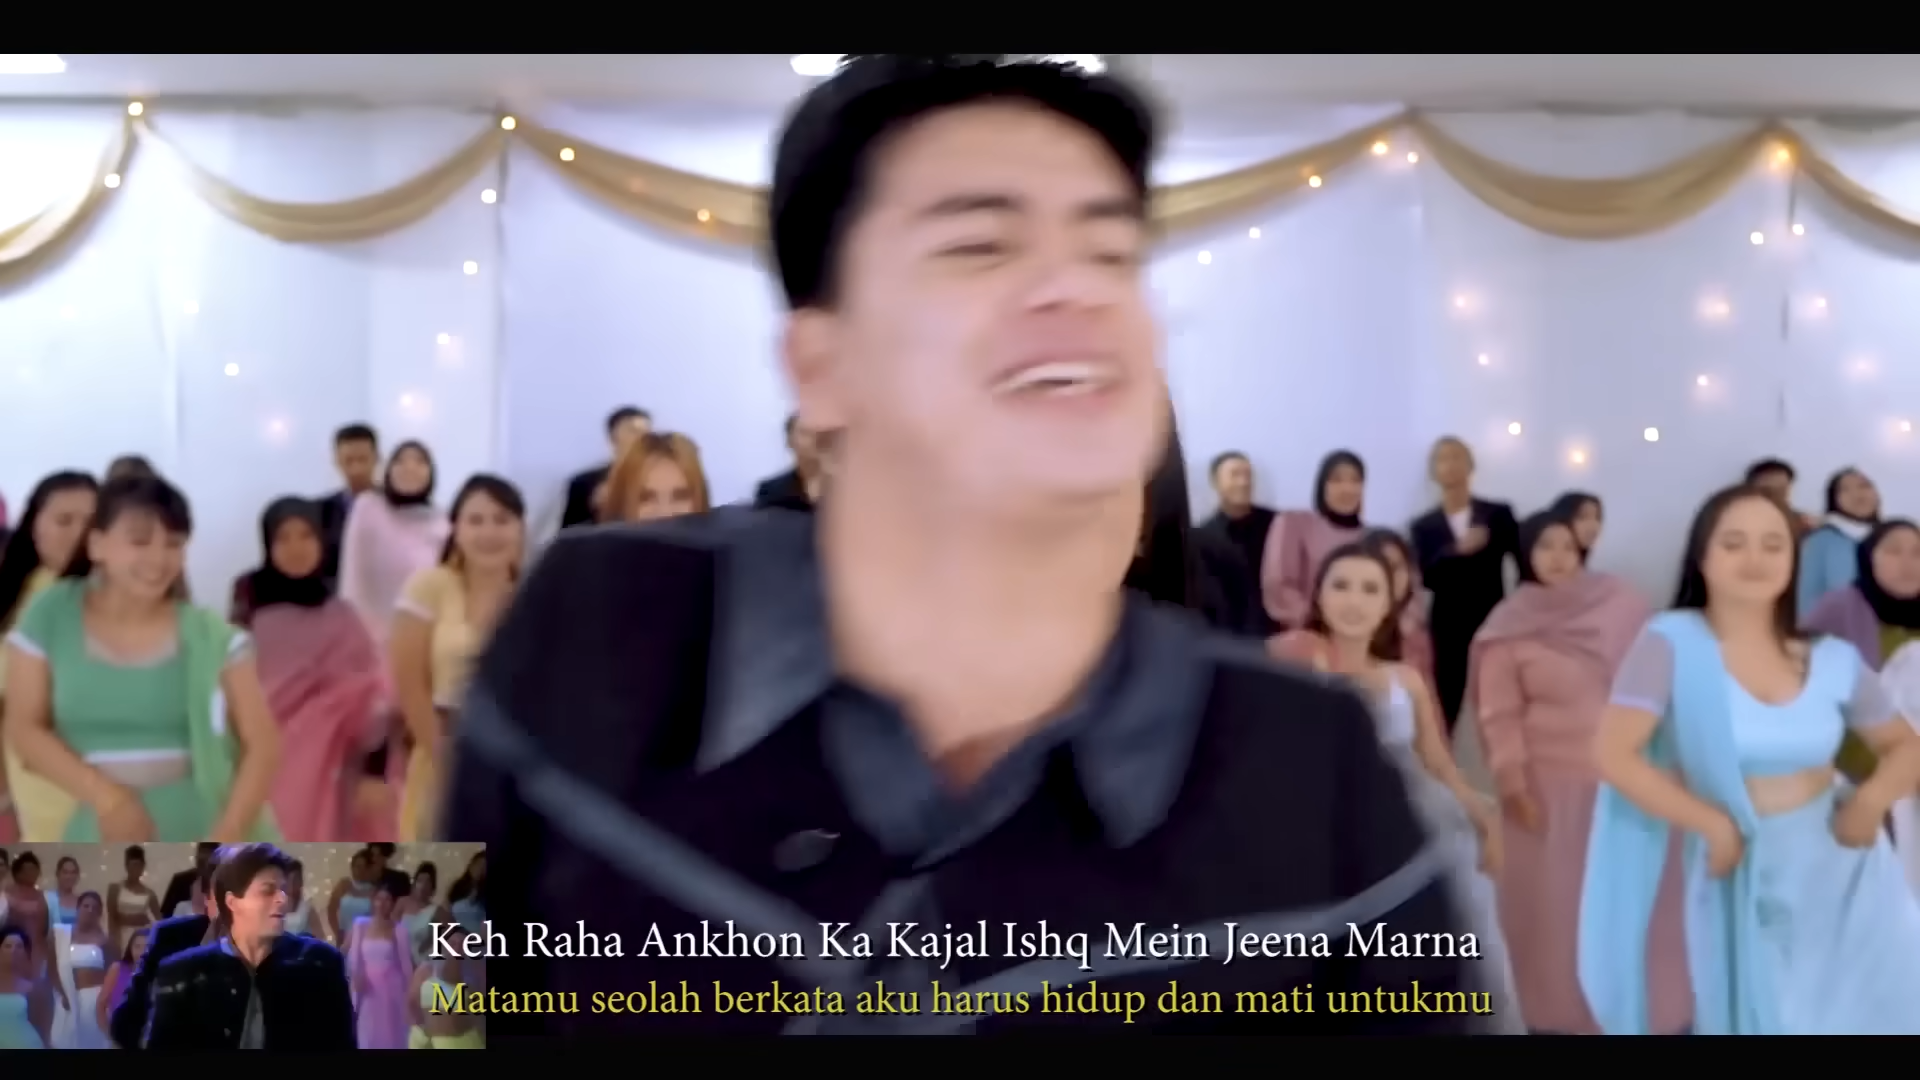 Keh Raha Ankhon Ka Kajal Ishq Mein Jeena Marna
Matamu seolah berkata aku harus hidup dan mati untukmu